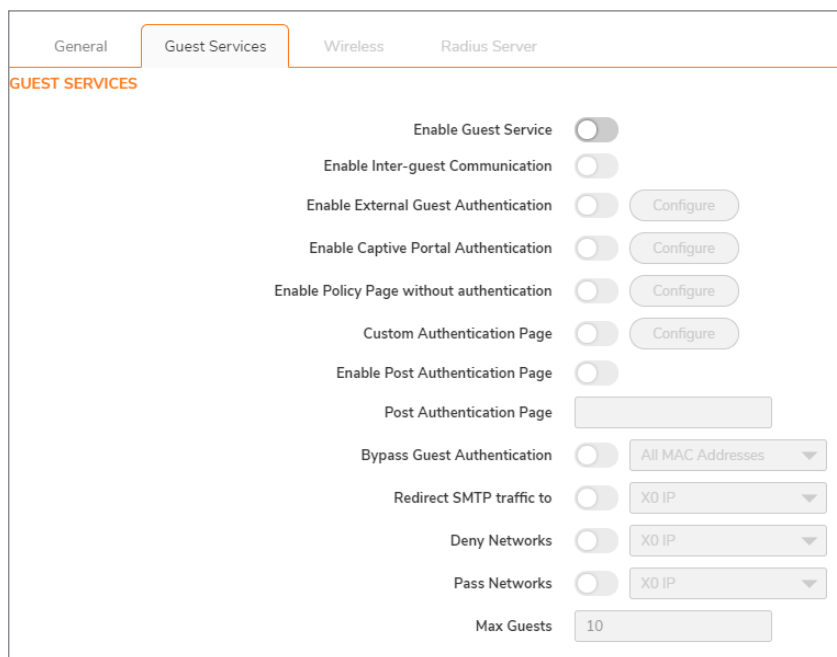 General Guest Services Wireless Radius Server
GUEST SERVICES
Enable Guest Service
Enable Inter-guest Communication
Enable External Guest Authentication Configure
Enable Captive Portal Authentication Configure
Enable Policy Page without authentication Configure
Custom Authentication Page Configure
Enable Post Authentication Page
Post Authentication Page
Bypass Guest Authentication All MAC Addresses
Redirect SMTP traffic to X0 IP
Deny Networks X0 IP
Pass Networks X0 IP
Max Guests 10